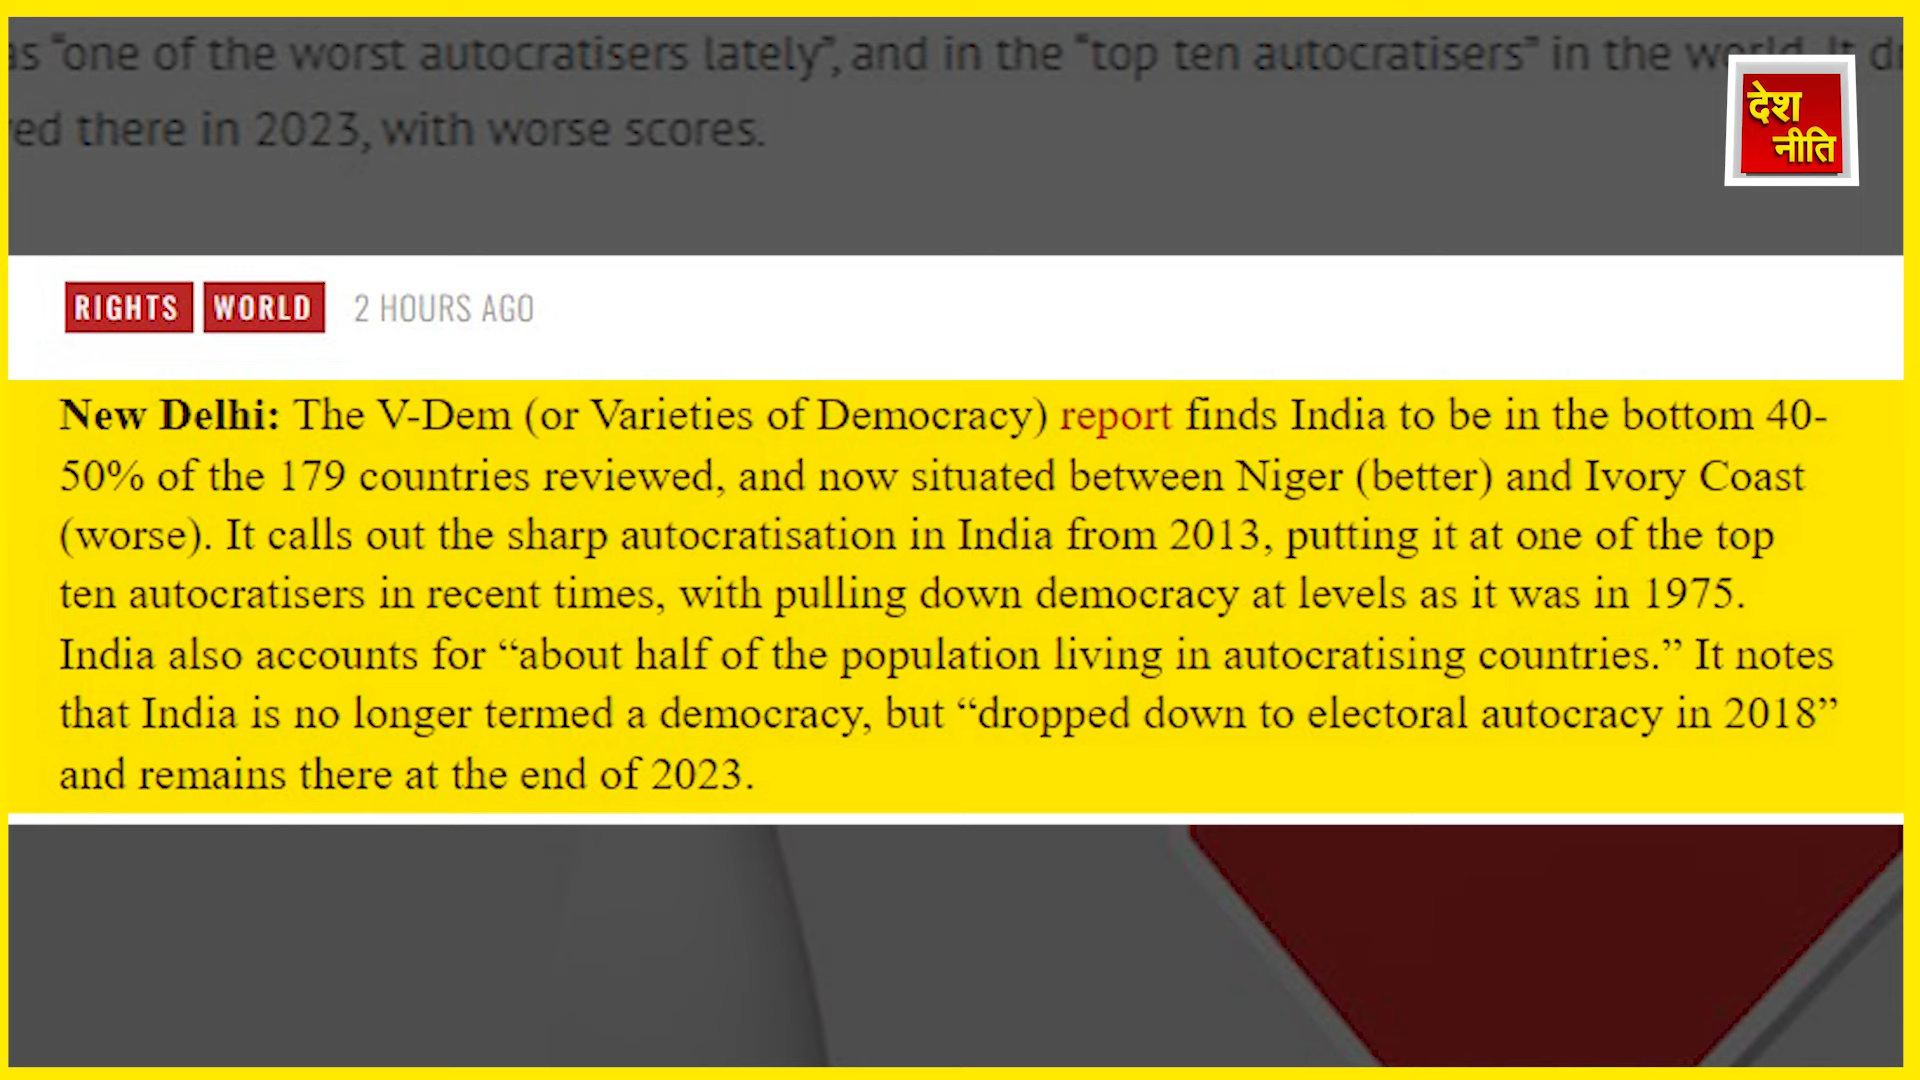 as “one of the worst autocratisers lately”, and in the “top ten autocratisers” in the world. It
ed there in 2023, with worse scores.
देश
नीति
RIGHTS WORLD 2 HOURS AGO
New Delhi: The V-Dem (or Varieties of Democracy) report finds India to be in the bottom 40-
50% of the 179 countries reviewed, and now situated between Niger (better) and Ivory Coast
(worse). It calls out the sharp autocratisation in India from 2013, putting it at one of the top
ten autocratisers in recent times, with pulling down democracy at levels as it was in 1975.
India also accounts for “about half of the population living in autocratising countries.” It notes
that India is no longer termed a democracy, but “dropped down to electoral autocracy in 2018”
and remains there at the end of 2023.